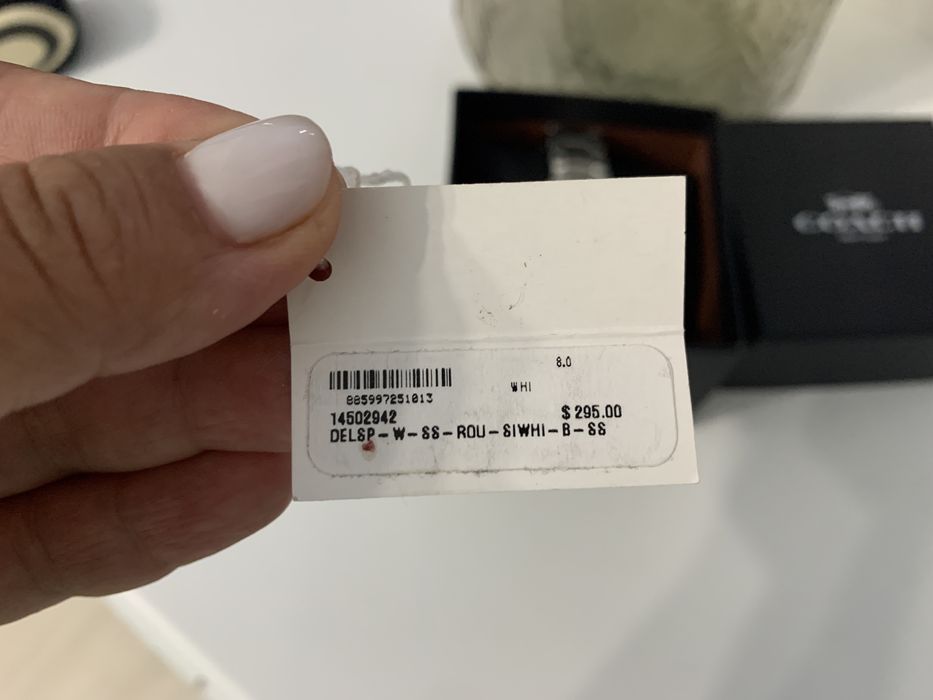 COACH
8.0
WHI
885997251013
14502942
$295.00
DELSP-W-SS-ROU-SIWHI-B-SS